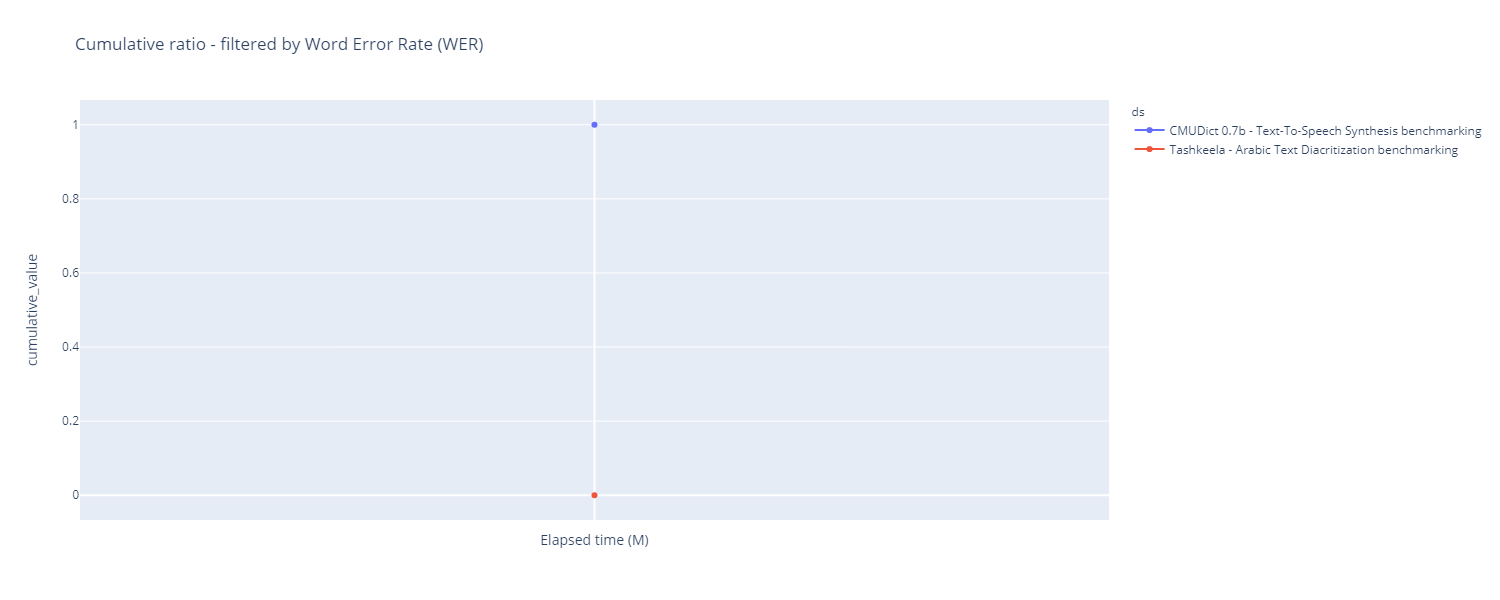 Cumulative ratio - filtered by Word Error Rate (WER)
ds
CMUDict 0.7b - Text-To-Speech Synthesis benchmarking
Tashkeela - Arabic Text Diacritization benchmarking
cumulative_value
1
0.8
0.6
0.4
0.2
0
Elapsed time (M)